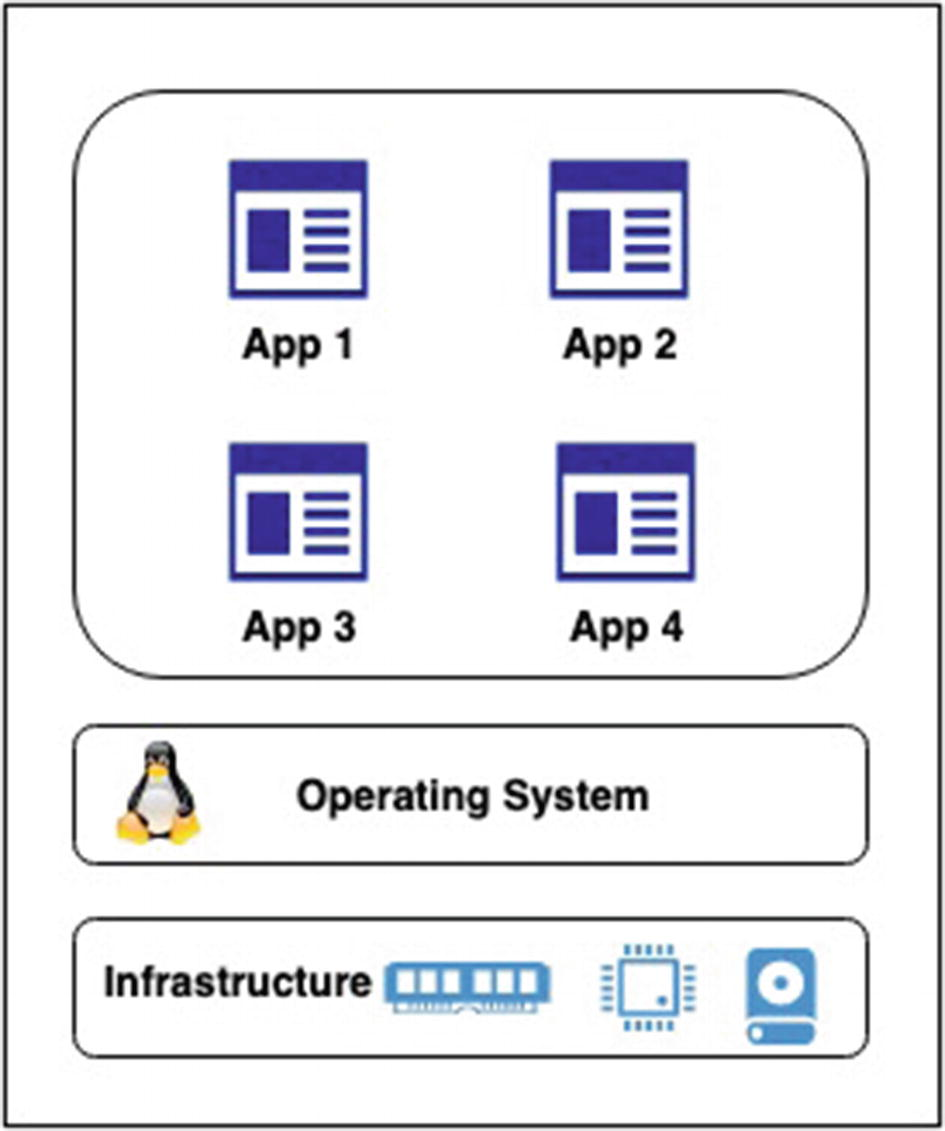 App 1
App 2
App 3
App 4
Operating System
Infrastructure